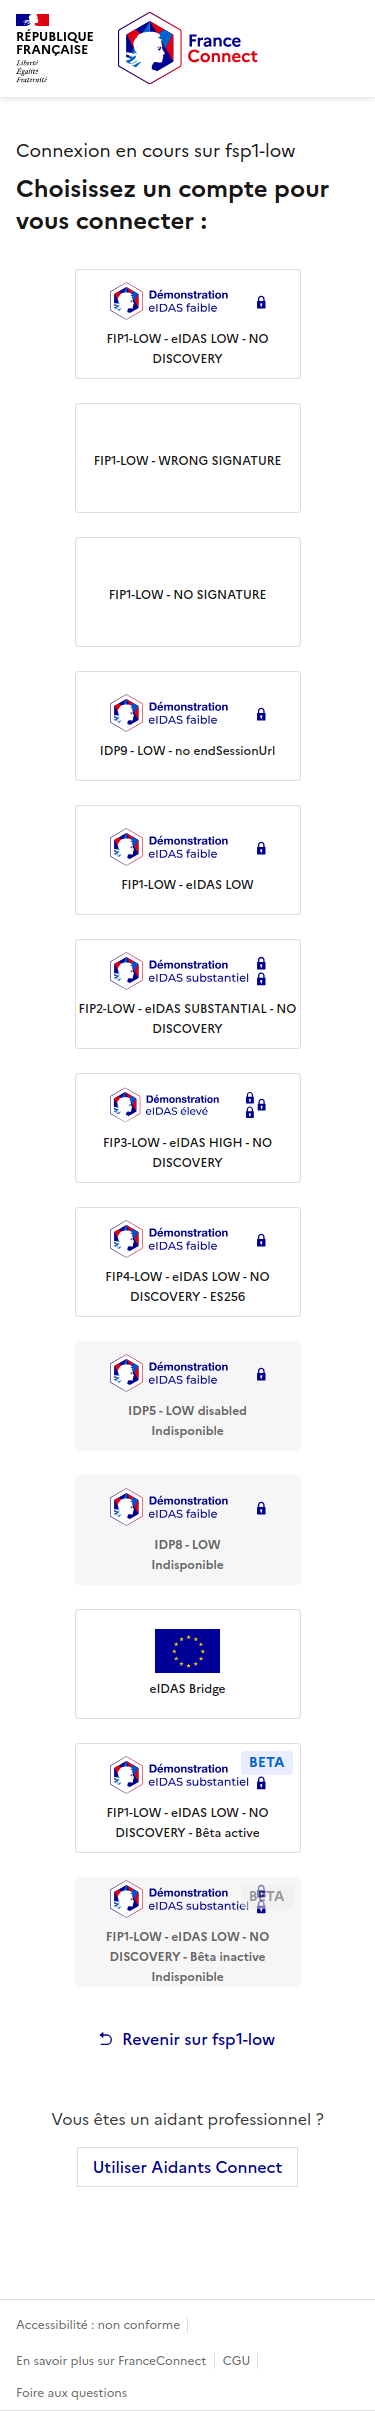 RÉPUBLIQUE
FRANÇAISE
Liberté
Égalité
Fraternité
France
Connect
Connexion en cours sur fsp1-low
Choisissez un compte pour
vous connecter :
Démonstration
eIDAS faible
FIP1-LOW - eIDAS LOW - NO
DISCOVERY
FIP1-LOW - WRONG SIGNATURE
FIP1-LOW - NO SIGNATURE
Démonstration
eIDAS faible
IDP9 - LOW - no endSessionUrl
Démonstration
eIDAS faible
FIP1-LOW - eIDAS LOW
Démonstration
eIDAS substantiel
FIP2-LOW - eIDAS SUBSTANTIAL - NO
DISCOVERY
Démonstration
eIDAS élevé
FIP3-LOW - eIDAS HIGH - NO
DISCOVERY
Démonstration
eIDAS faible
FIP4-LOW - eIDAS LOW - NO
DISCOVERY - ES256
Démonstration
eIDAS faible
IDP5 - LOW disabled
Indisponible
Démonstration
eIDAS faible
IDP8 - LOW
Indisponible
eIDAS Bridge
BETA
Démonstration
eIDAS substantiel
FIP1-LOW - eIDAS LOW - NO
DISCOVERY - Bêta active
BETA
Démonstration
eIDAS substantiel
FIP1-LOW - eIDAS LOW - NO
DISCOVERY - Bêta inactive
Indisponible
Revenir sur fsp1-low
Vous êtes un aidant professionnel ?
Utiliser Aidants Connect
Accessibilité : non conforme
En savoir plus sur FranceConnect
CGU
Foire aux questions